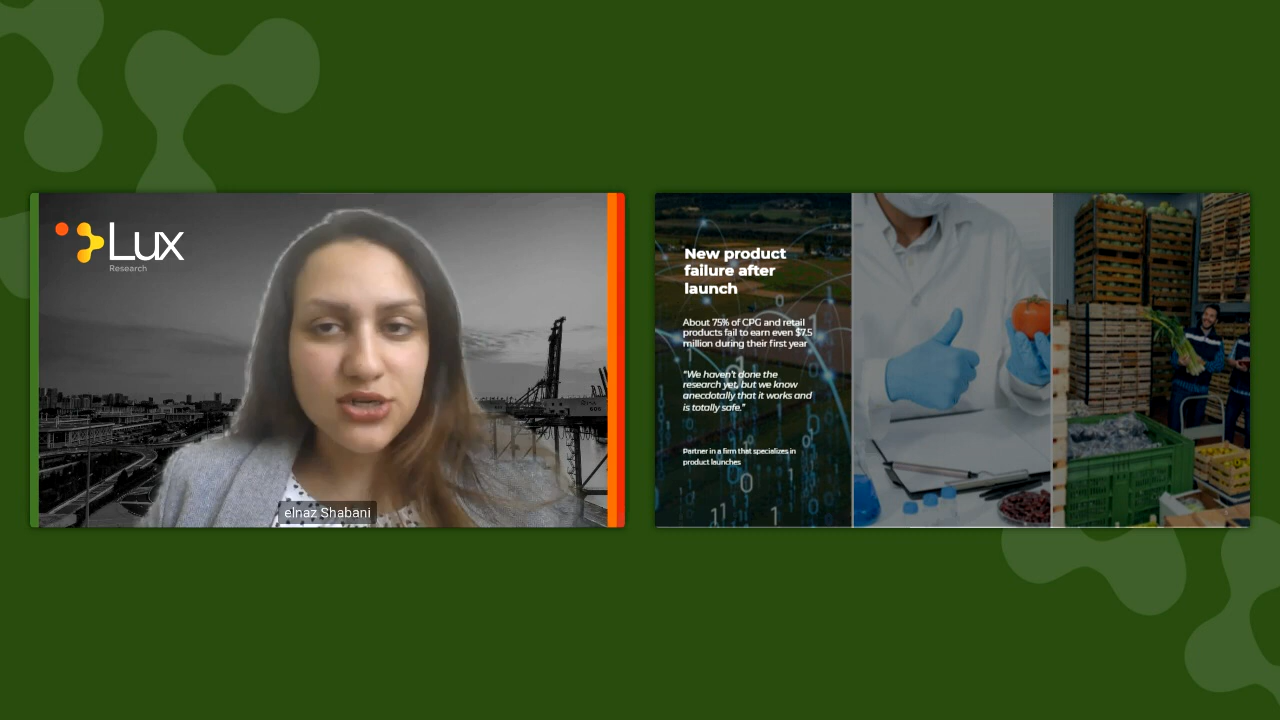 Lux
Research
elnaz Shabani
New product
failure after
launch
About 75% of CPG and retail
products fail to earn even $7.5
million during their first year
"We haven't done the
research yet, but we know
anecdotally that it works and
is totally safe."
Partner in a firm that specializes in
product launches